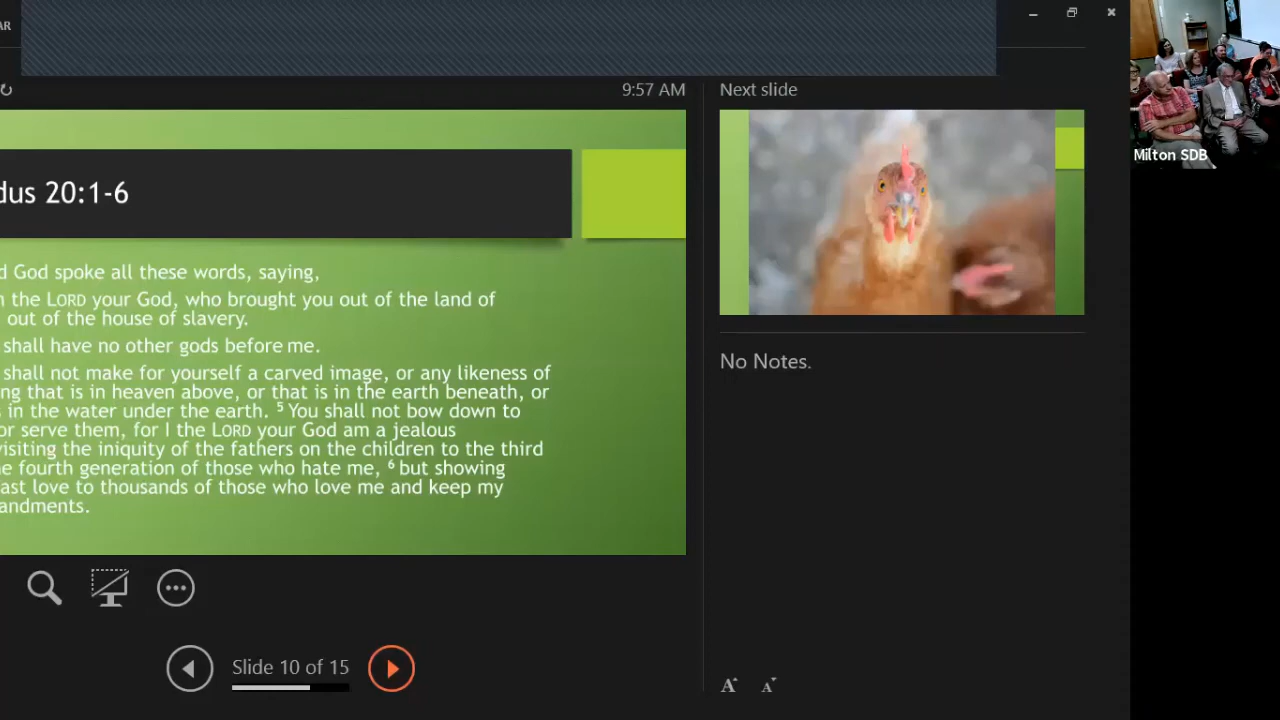 AR
9:57 AM
Next slide
Milton SDB
dus 20:1-6
d God spoke all these words, saying,
the LORD your God, who brought you out of the land of
out of the house of slavery.
shall have no other gods before me.
shall not make for yourself a carved image, or any likeness of
ng that is in heaven above, or that is in the earth beneath, or
in the water under the earth. ⁵ You shall not bow down to
or serve them, for I the LORD your God am a jealous
visiting the iniquity of the fathers on the children to the third
e fourth generation of those who hate me, ⁶ but showing
ast love to thousands of those who love me and keep my
andments.
No Notes.
Slide 10 of 15
A A